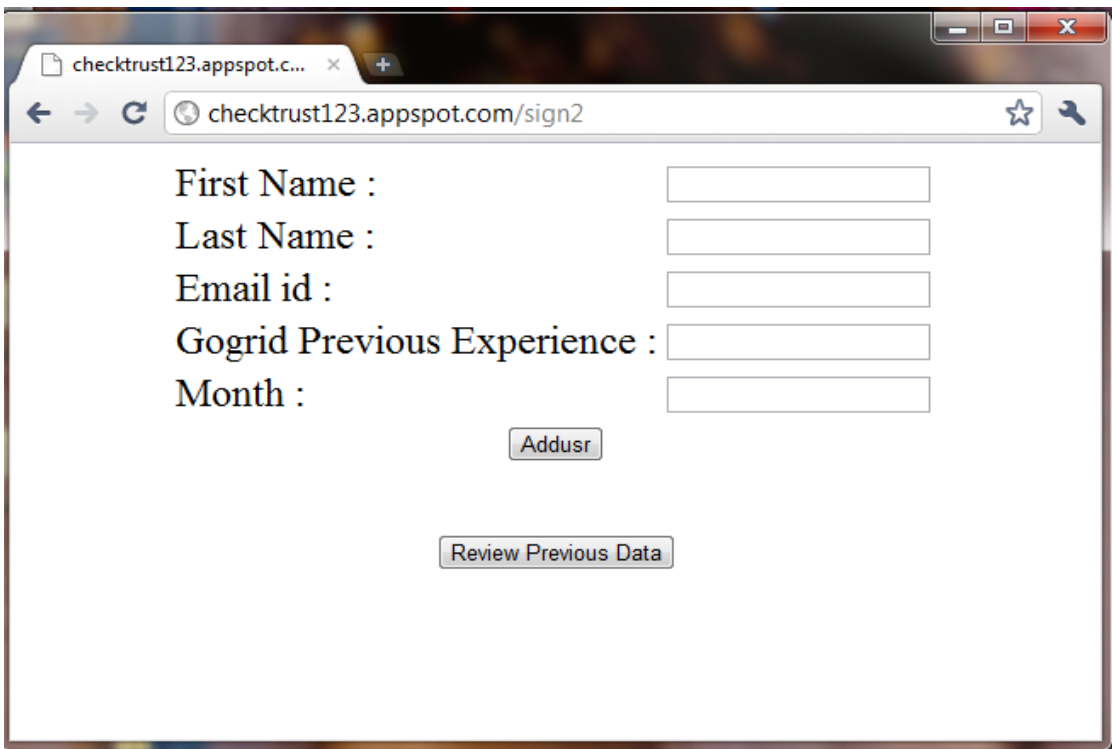 checktrust123.appspot.c...
checktrust123.appspot.com/sign2
First Name :
Last Name :
Email id :
Gogrid Previous Experience :
Month :
Addusr
Review Previous Data